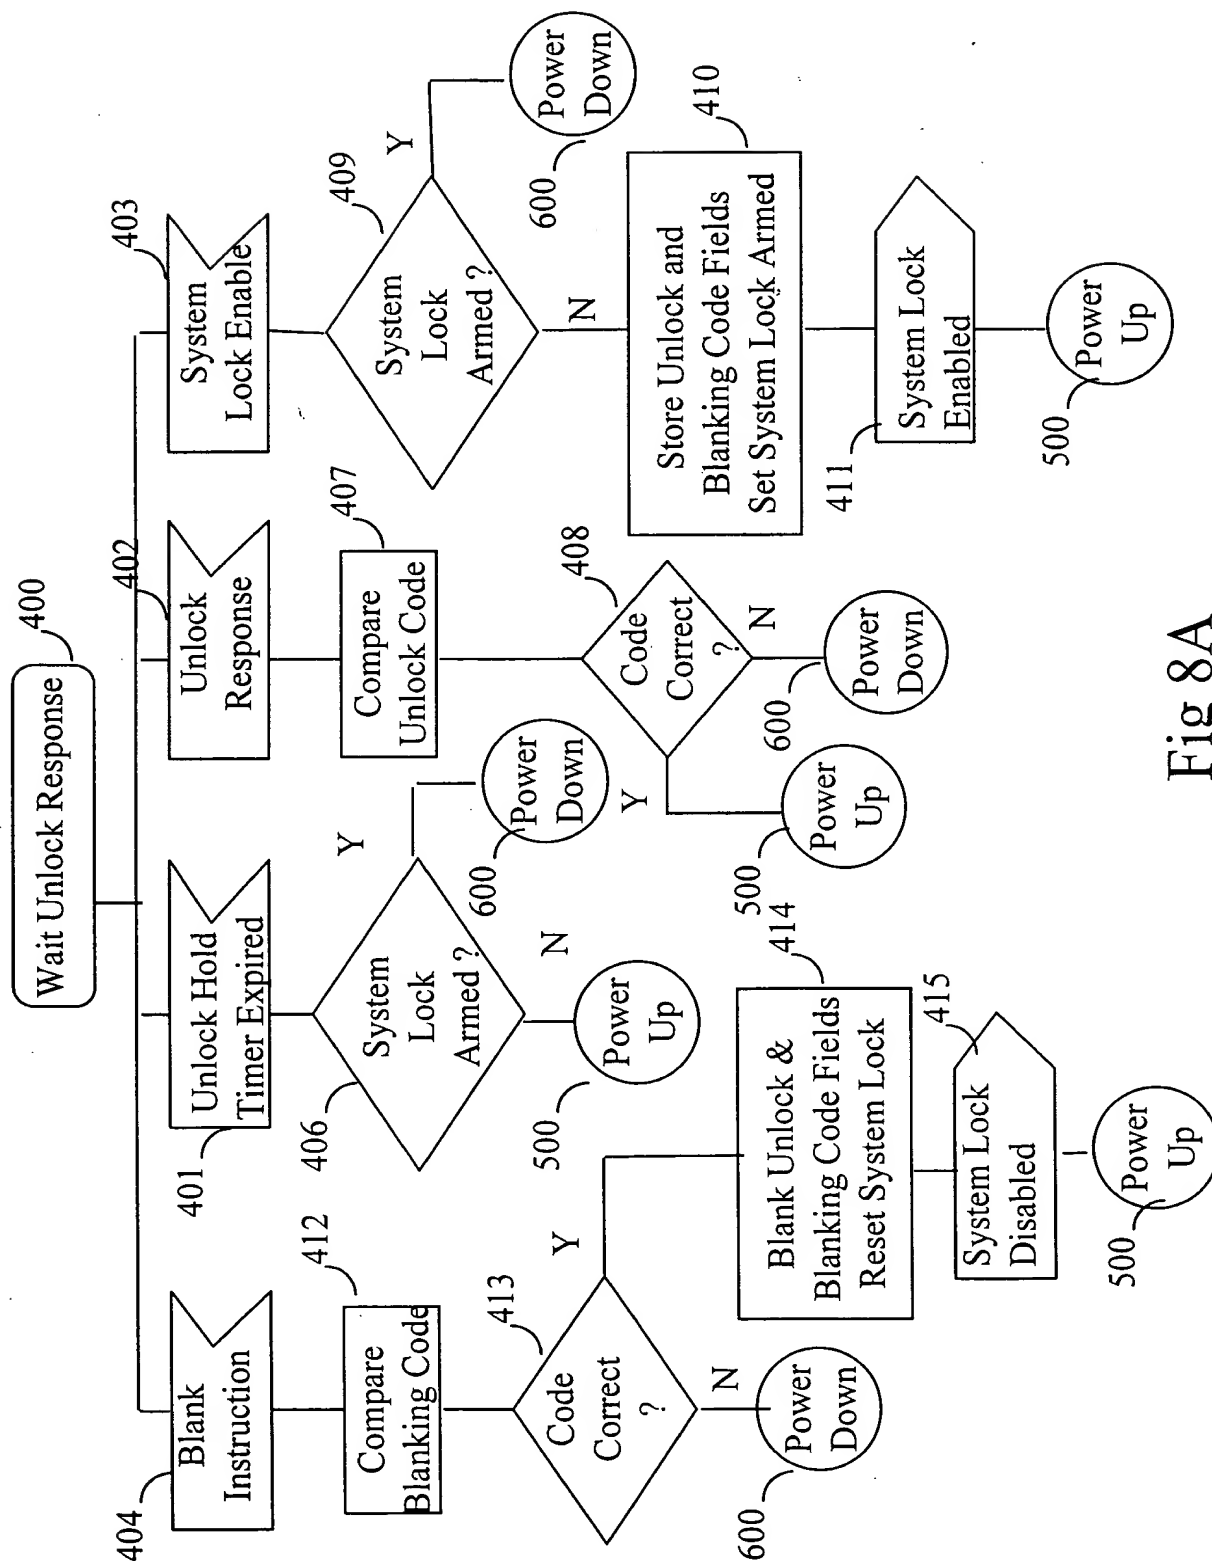 Wait Unlock Response
400
404
Blank
Instruction
412
Compare
Blanking Code
413
Code
Correct
?
Y
N
600
Power
Down
414
Blank Unlock &
Blanking Code Fields
Reset System Lock
415
System Lock
Disabled
500
Power
Up
401
Unlock Hold
Timer Expired
406
System
Lock
Armed ?
Y
N
600
Power
Down
500
Power
Up
402
Unlock
Response
407
Compare
Unlock Code
408
Code
Correct
?
Y
N
500
Power
Up
600
Power
Down
403
System
Lock Enable
409
System
Lock
Armed ?
Y
N
600
Power
Down
410
Store Unlock and
Blanking Code Fields
Set System Lock Armed
411
System Lock
Enabled
500
Power
Up
Fig 8A